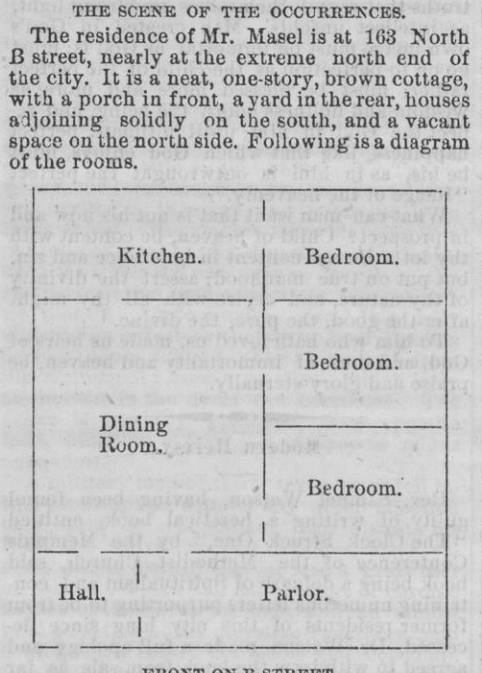 THE SCENE OF THE OCCURRENCES.
The residence of Mr. Masel is at 163 North
B street, nearly at the extreme north end of
the city. It is a neat, one-story, brown cottage,
with a porch in front, a yard in the rear, houses
adjoining solidly on the south, and a vacant
space on the north side. Following is a diagram
of the rooms.
Kitchen. Bedroom.
Bedroom.
Dining
Room.
Bedroom.
Hall. Parlor.
FRONT ON B STREET